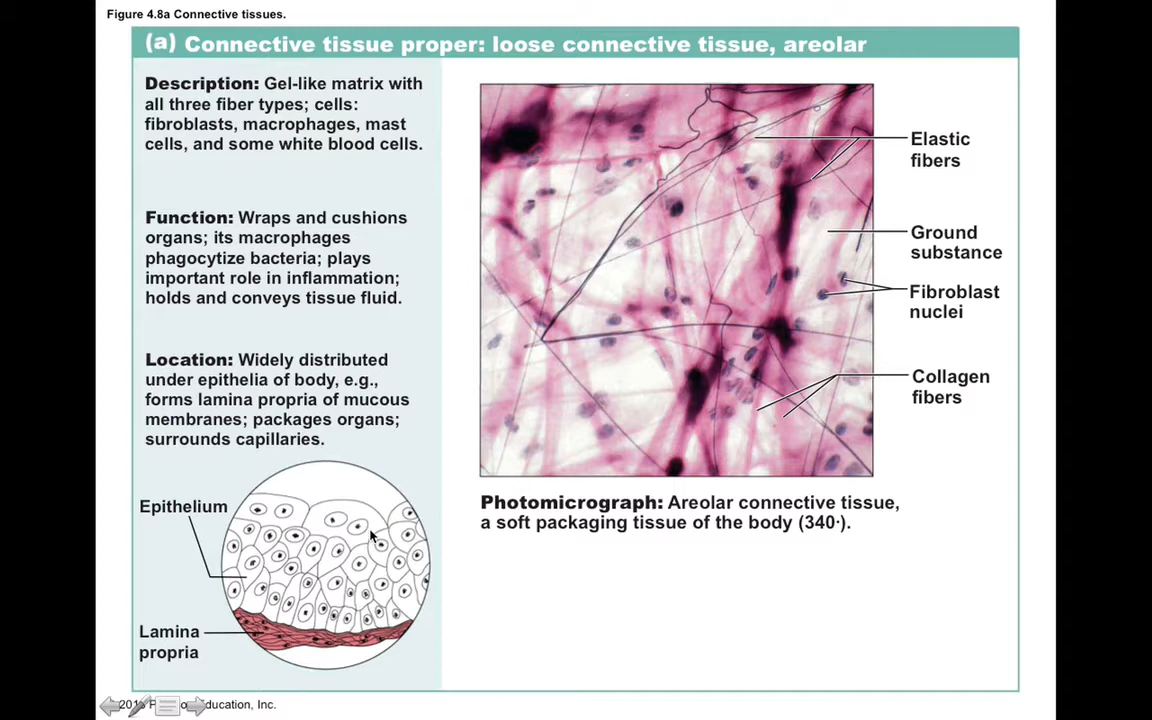 Figure 4.8a Connective tissues.
(a) Connective tissue proper: loose connective tissue, areolar
Description: Gel-like matrix with
all three fiber types; cells:
fibroblasts, macrophages, mast
cells, and some white blood cells.
Function: Wraps and cushions
organs; its macrophages
phagocytize bacteria; plays
important role in inflammation;
holds and conveys tissue fluid.
Location: Widely distributed
under epithelia of body, e.g.,
forms lamina propria of mucous
membranes; packages organs;
surrounds capillaries.
Epithelium
Lamina
propria
Elastic
fibers
Ground
substance
Fibroblast
nuclei
Collagen
fibers
Photomicrograph: Areolar connective tissue,
a soft packaging tissue of the body (340·).
Inc.